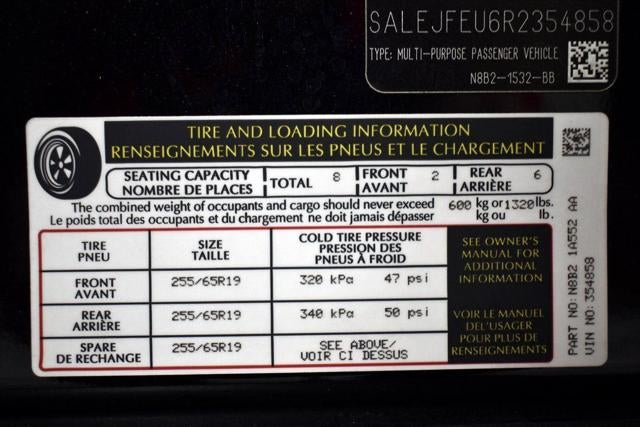 SALEJFEU6R2354858
TYPE: MULTI-PURPOSE PASSENGER VEHICLE
N8B2-1532-BB
TIRE AND LOADING INFORMATION
RENSEIGNEMENTS SUR LES PNEUS ET LE CHARGEMENT
SEATING CAPACITY
NOMBRE DE PLACES
TOTAL 8
FRONT
AVANT 2
REAR
ARRIÈRE 6
The combined weight of occupants and cargo should never exceed 600 kg or 1320 lbs.
Le poids total des occupants et du chargement ne doit jamais dépasser kg ou lb.
TIRE
PNEU
SIZE
TAILLE
COLD TIRE PRESSURE
PRESSION DES
PNEUS À FROID
FRONT
AVANT
255/65R19
320 kPa 47 psi
REAR
ARRIÈRE
255/65R19
340 kPa 50 psi
SPARE
DE RECHANGE
255/65R19
SEE ABOVE/
VOIR CI DESSUS
SEE OWNER'S
MANUAL FOR
ADDITIONAL
INFORMATION
VOIR LE MANUEL
DEL'USAGER
POUR PLUS DE
RENSEIGNEMENTS
PART NO:N8B2 1A552 AA
VIN NO: 354858